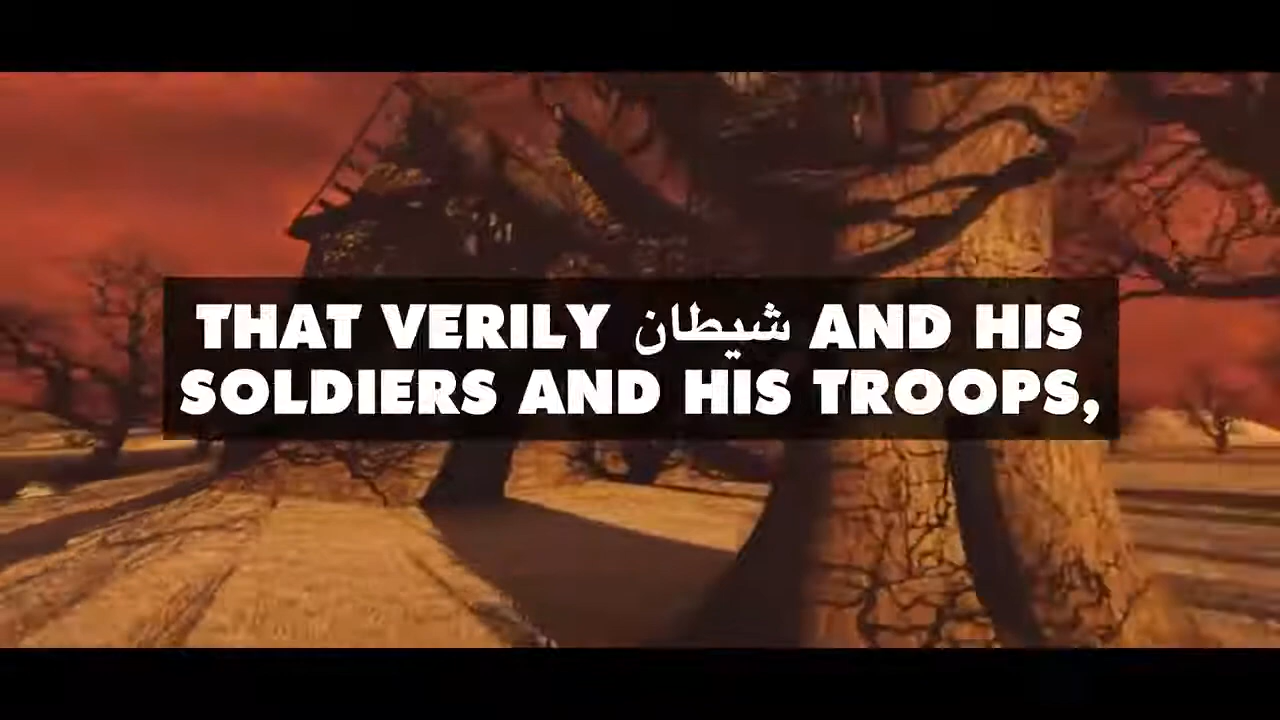 THAT VERILY شيطان AND HIS
SOLDIERS AND HIS TROOPS,